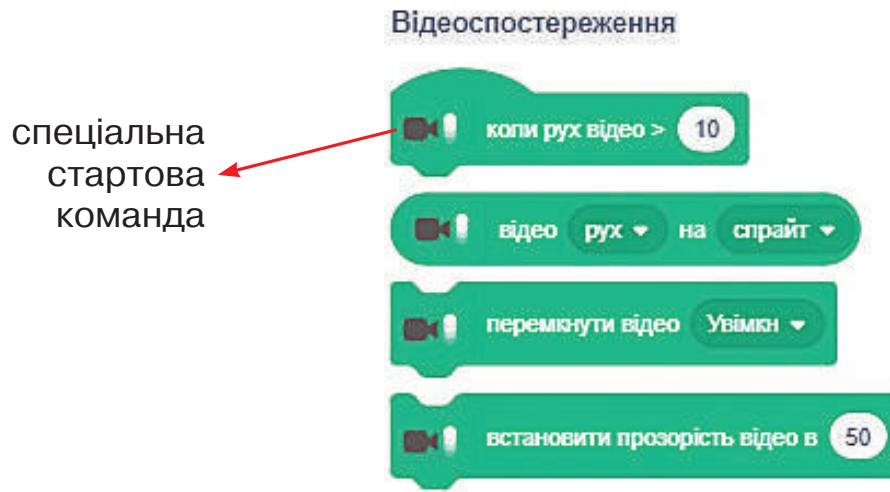 Відеоспостереження
спеціальна
стартова
команда
коли рух відео > 10
відео рух на спрайт
перемкнути відео Увімкн
встановити прозорість відео в 50